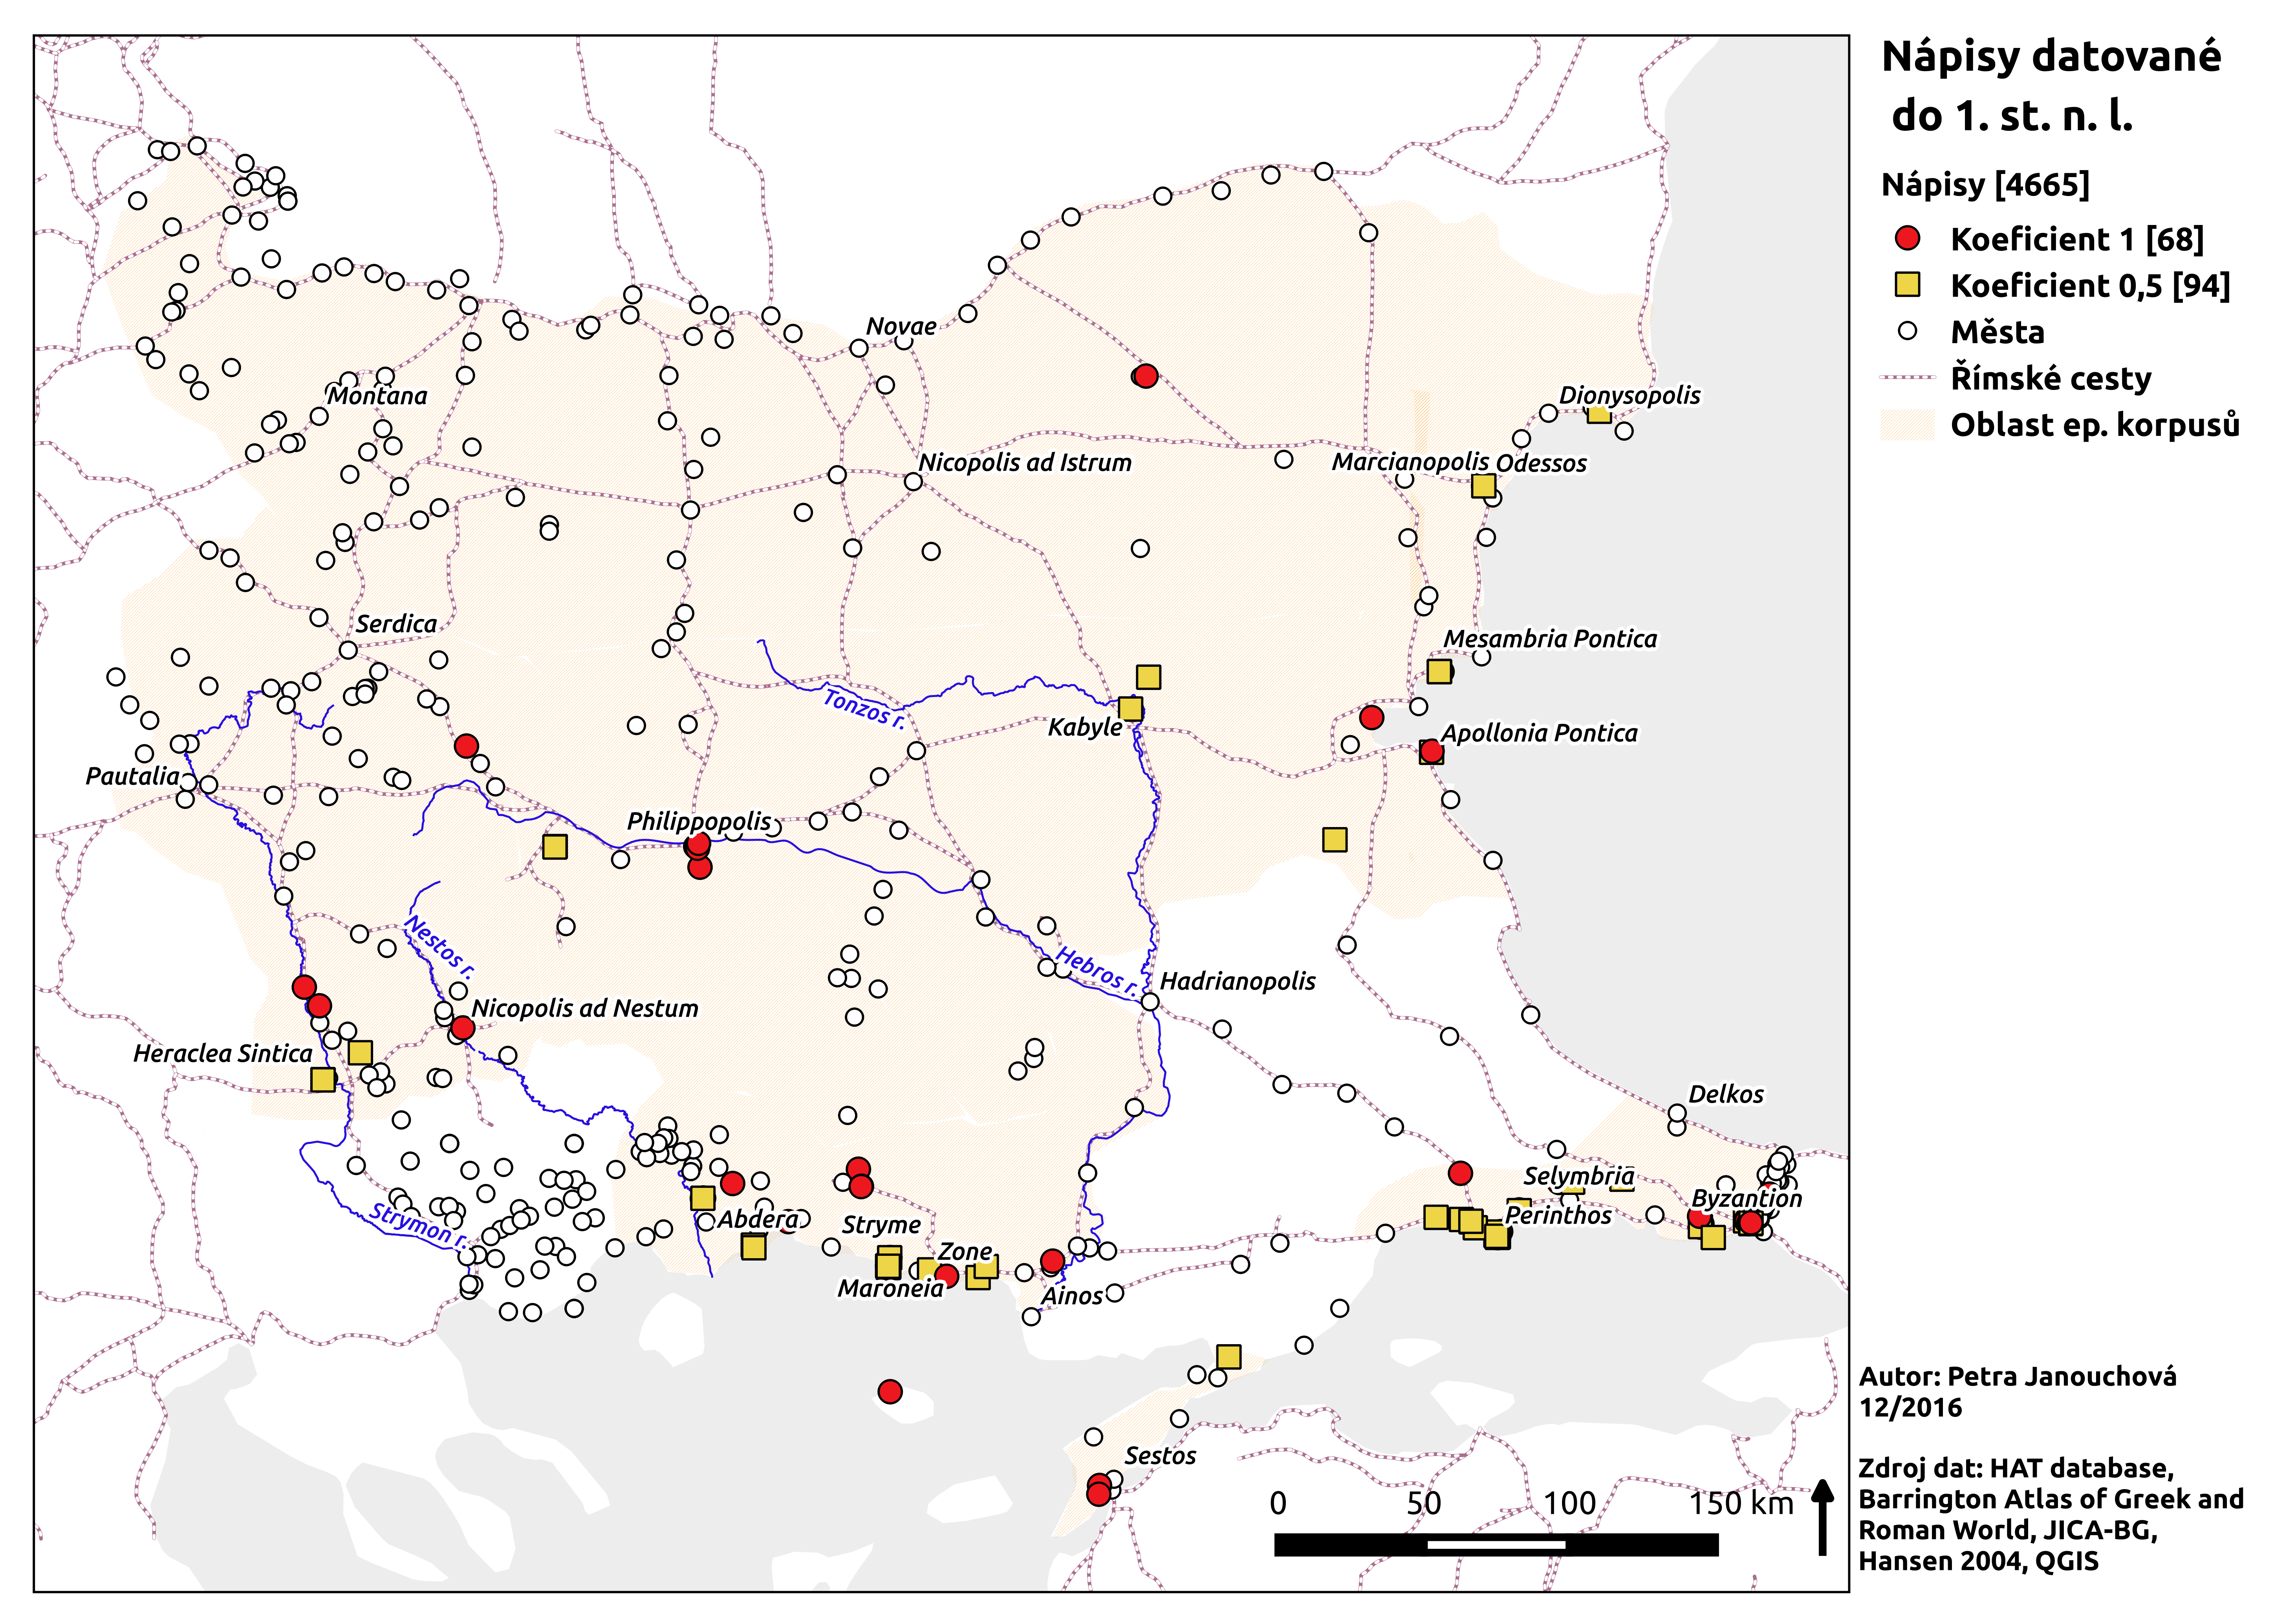 Nápisy datované
do 1. st. n. l.
Nápisy [4665]
Koeficient 1 [68]
Koeficient 0,5 [94]
Města
Římské cesty
Oblast ep. korpusů
Novae
Montana
Dionysopolis
Nicopolis ad Istrum
Marcianopolis
Odessos
Serdica
Mesambria Pontica
Tonzos r.
Kabyle
Apollonia Pontica
Pautalia
Philippopolis
Nestos r.
Hebros r.
Hadrianopolis
Nicopolis ad Nestum
Heraclea Sintica
Delkos
Selymbria
Byzantion
Perinthos
Strymon r.
Abdera
Stryme
Zone
Maroneia
Ainos
Sestos
0 50 100 150 km
Autor: Petra Janouchová
12/2016
Zdroj dat: HAT database,
Barrington Atlas of Greek and
Roman World, JICA-BG,
Hansen 2004, QGIS